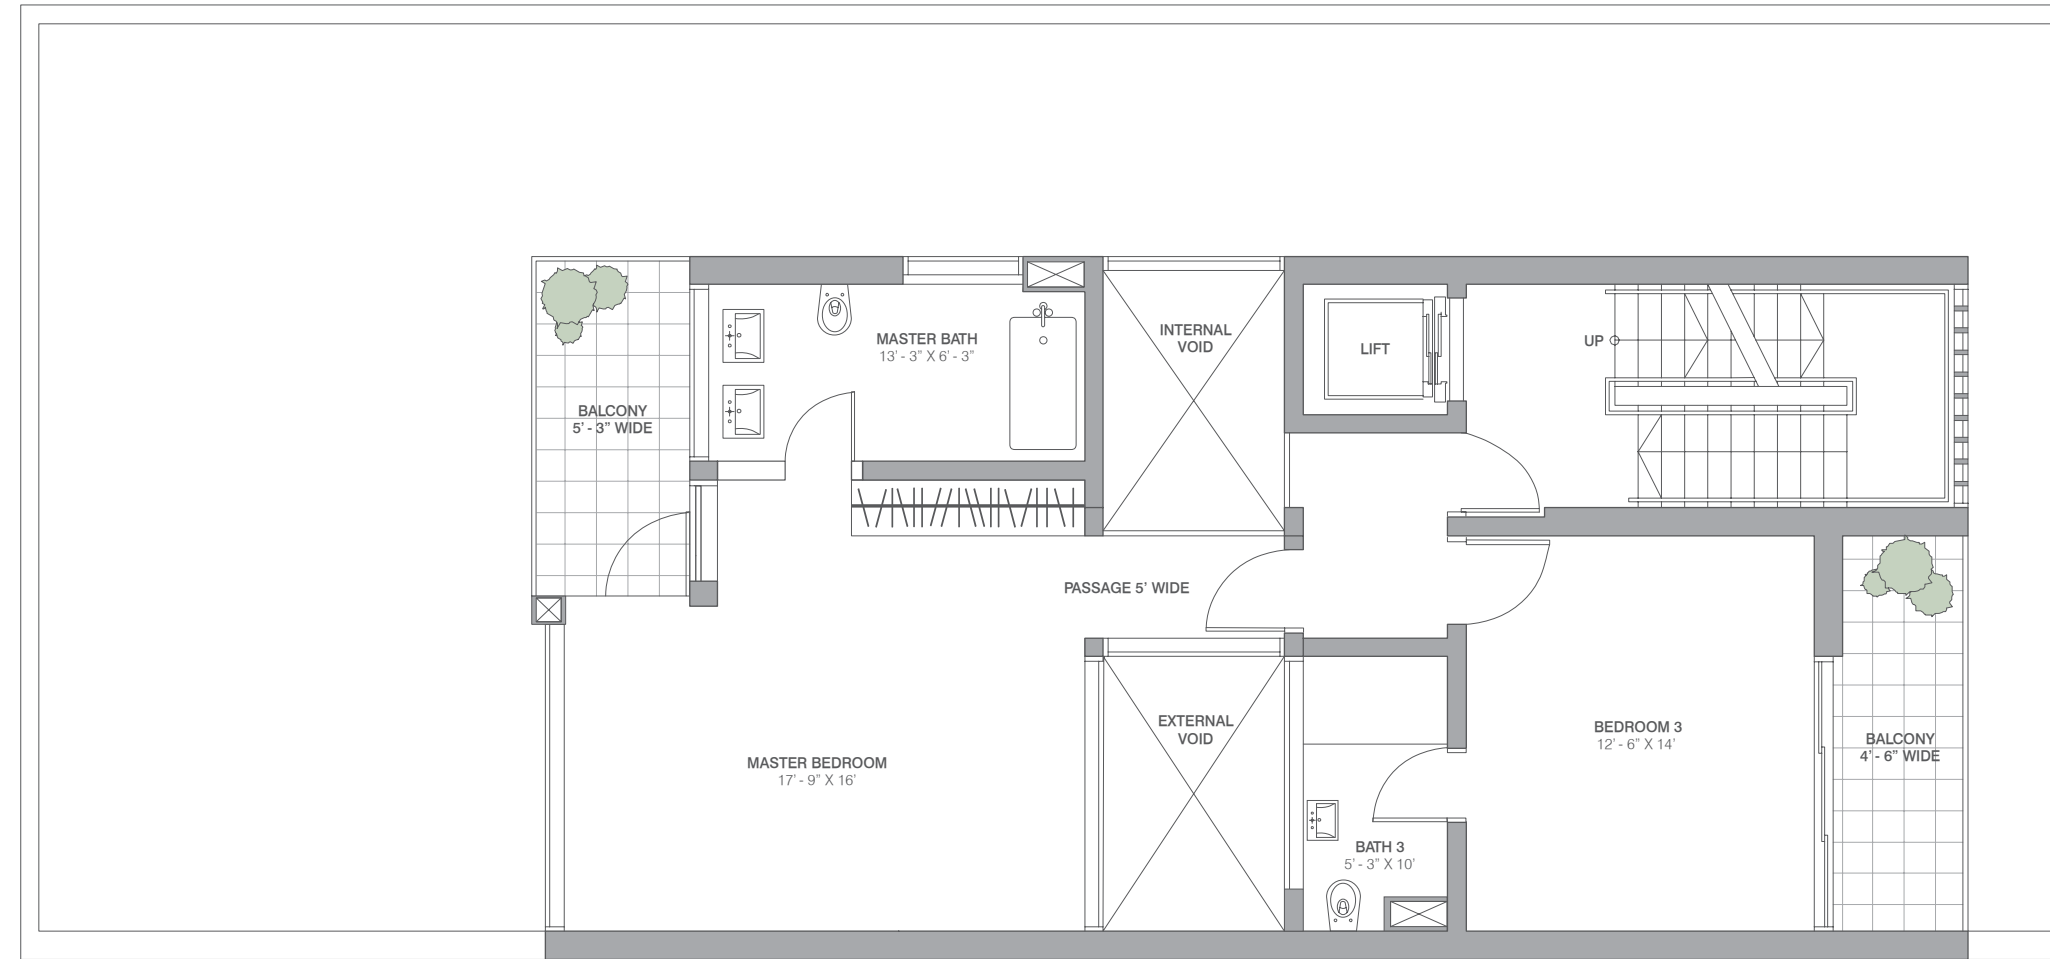 MASTER BATH
13' - 3” X 6' - 3”
INTERNAL
VOID
LIFT
UP
BALCONY
5’ - 3” WIDE
PASSAGE 5’ WIDE
MASTER BEDROOM
17' - 9” X 16'
EXTERNAL
VOID
BATH 3
5' - 3” X 10'
BEDROOM 3
12' - 6” X 14'
BALCONY
4’ - 6” WIDE